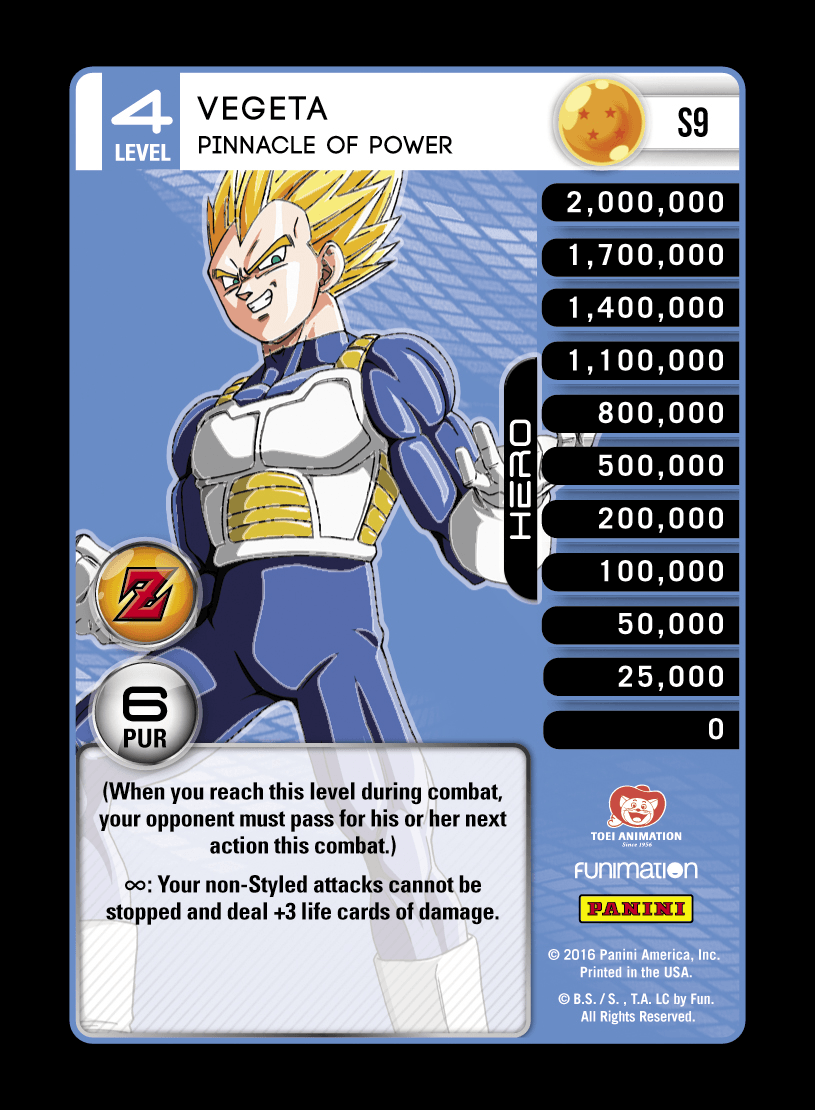 4
LEVEL
VEGETA
PINNACLE OF POWER
S9
2,000,000
1,700,000
1,400,000
1,100,000
800,000
500,000
200,000
100,000
50,000
25,000
0
HERO
Z
6
PUR
(When you reach this level during combat,
your opponent must pass for his or her next
action this combat.)
∞: Your non-Styled attacks cannot be
stopped and deal +3 life cards of damage.
TOEI ANIMATION
Since 1956
FUNIMATION
PANINI
© 2016 Panini America, Inc.
Printed in the USA.
© B.S. / S. , T.A. LC by Fun.
All Rights Reserved.